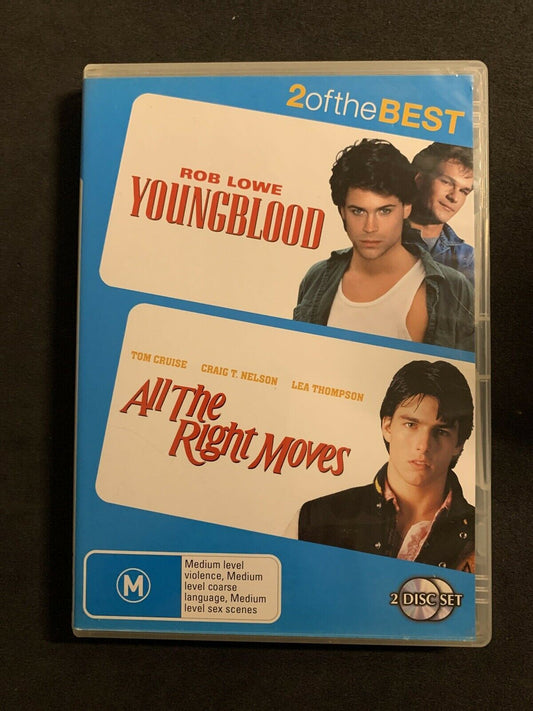 2oftheBEST
ROB LOWE
YOUNGBLOOD
TOM CRUISE CRAIG T. NELSON LEA THOMPSON
All The
Right Moves
M
Medium level
violence, Medium
level coarse
language, Medium
level sex scenes
2 DISC SET